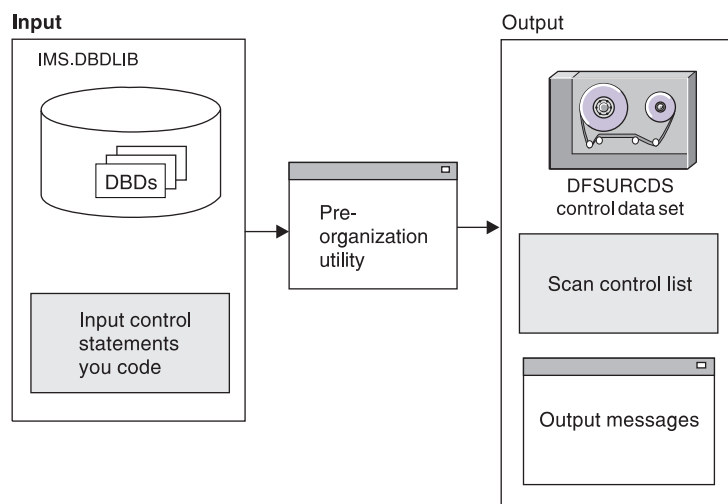 Input
IMS.DBDLIB
DBDs
Input control
statements
you code
Pre-
organization
utility
Output
DFSURCDS
control data set
Scan control list
Output messages